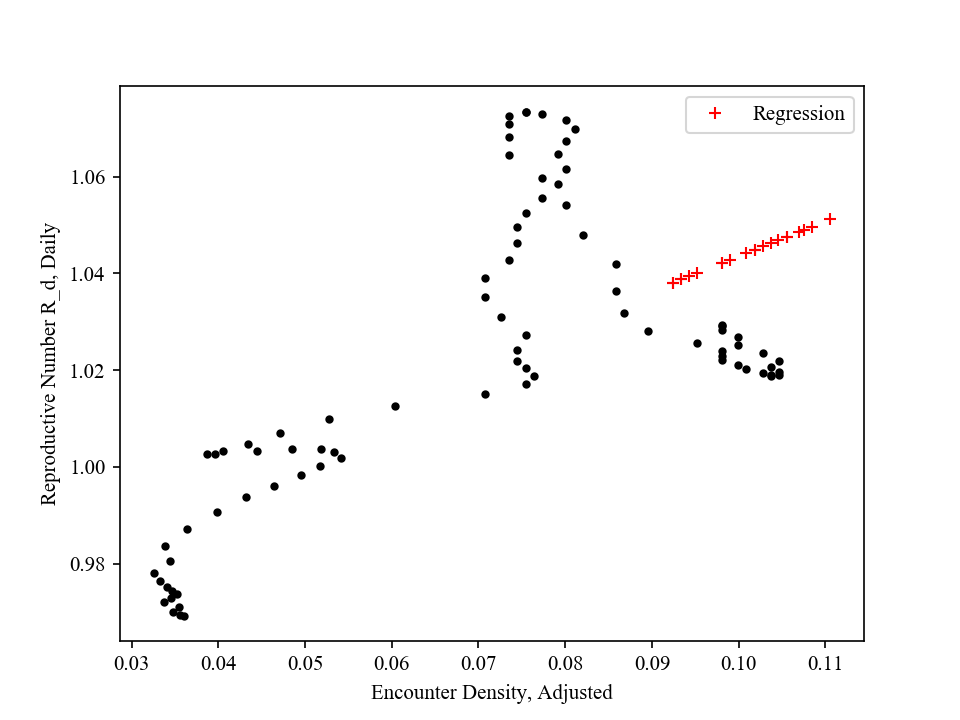 Regression
Reproductive Number R_d, Daily
1.06
1.04
1.02
1.00
0.98
0.03 0.04 0.05 0.06 0.07 0.08 0.09 0.10 0.11
Encounter Density, Adjusted